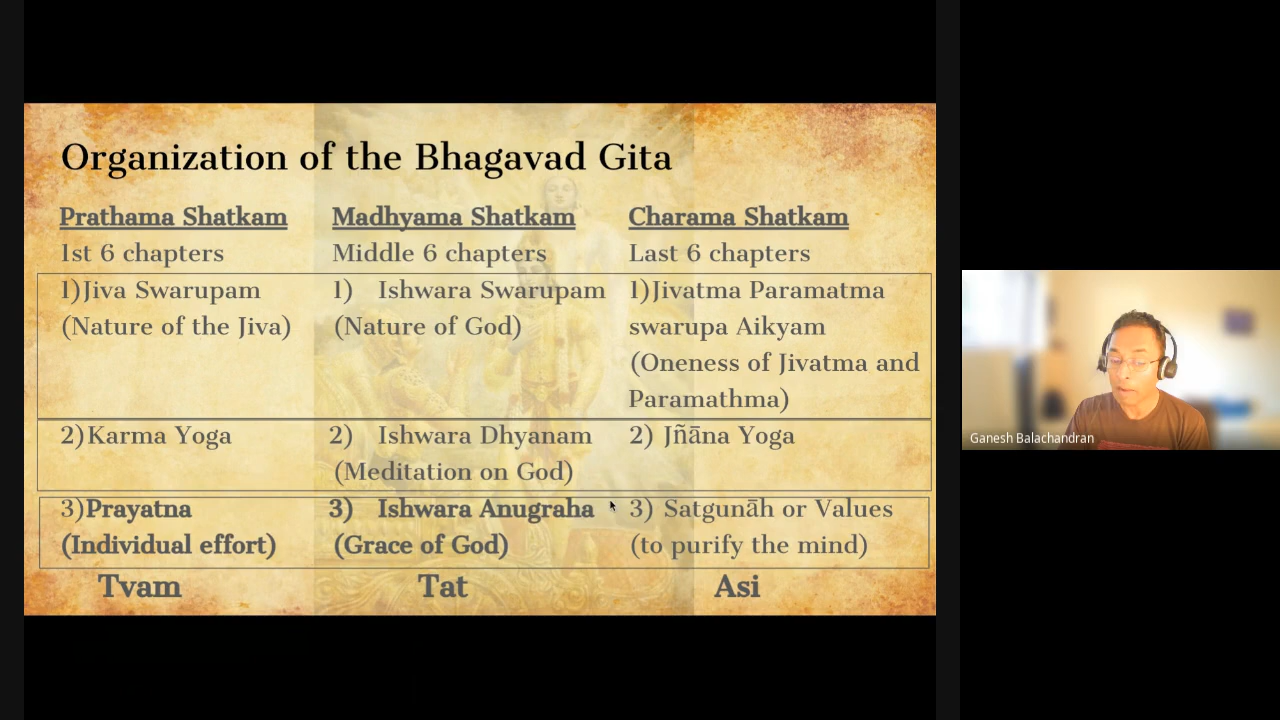 Organization of the Bhagavad Gita
Prathama Shatkam
1st 6 chapters
1)Jiva Swarupam
(Nature of the Jiva)
2)Karma Yoga
3)Prayatna
(Individual effort)
Tvam
Madhyama Shatkam
Middle 6 chapters
1) Ishwara Swarupam
(Nature of God)
2) Ishwara Dhyanam
(Meditation on God)
3) Ishwara Anugraha
(Grace of God)
Tat
Charama Shatkam
Last 6 chapters
1)Jivatma Paramatma
swarupa Aikyam
(Oneness of Jivatma and
Paramathma)
2) Jñāna Yoga
3) Satgunāh or Values
(to purify the mind)
Asi
Ganesh Balachandran